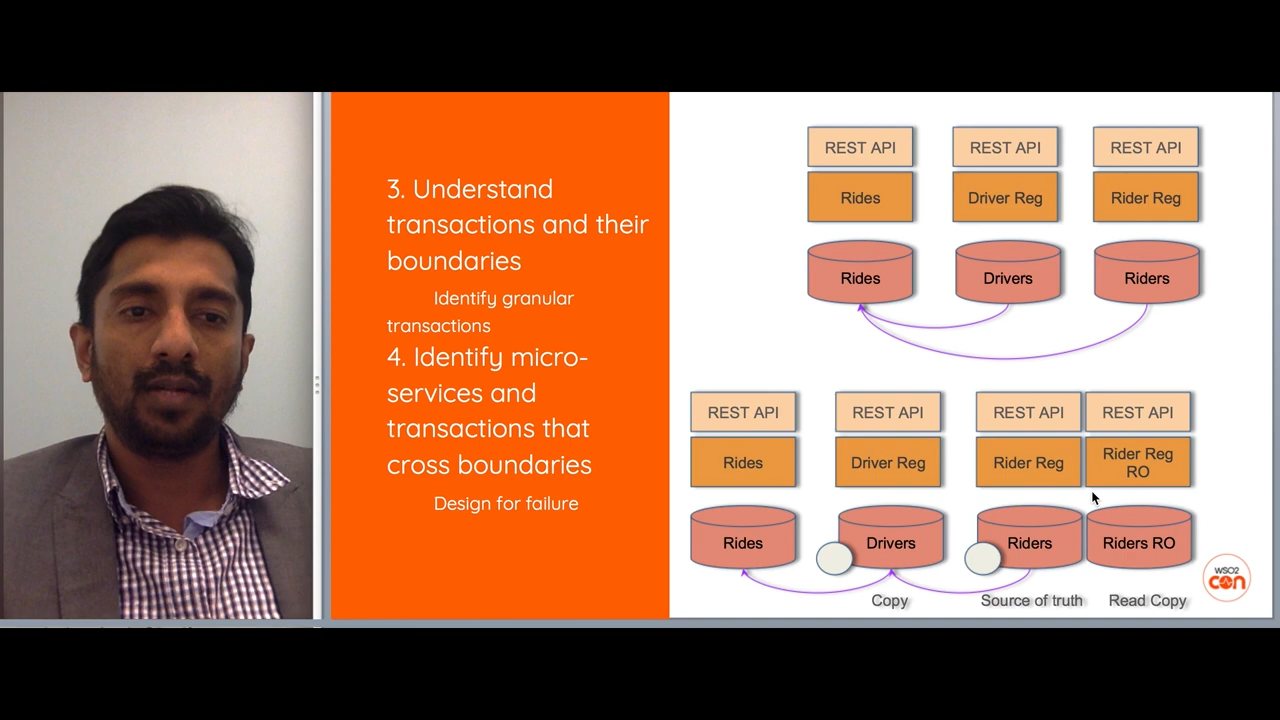 3. Understand
transactions and their
boundaries
Identify granular
transactions
4. Identify micro-
services and
transactions that
cross boundaries
Design for failure
REST API
REST API
REST API
Rides
Driver Reg
Rider Reg
Rides
Drivers
Riders
REST API
REST API
REST API
REST API
Rides
Driver Reg
Rider Reg
Rider Reg
RO
Rides
Drivers
Riders
Riders RO
Copy
Source of truth
Read Copy
WSO2
con